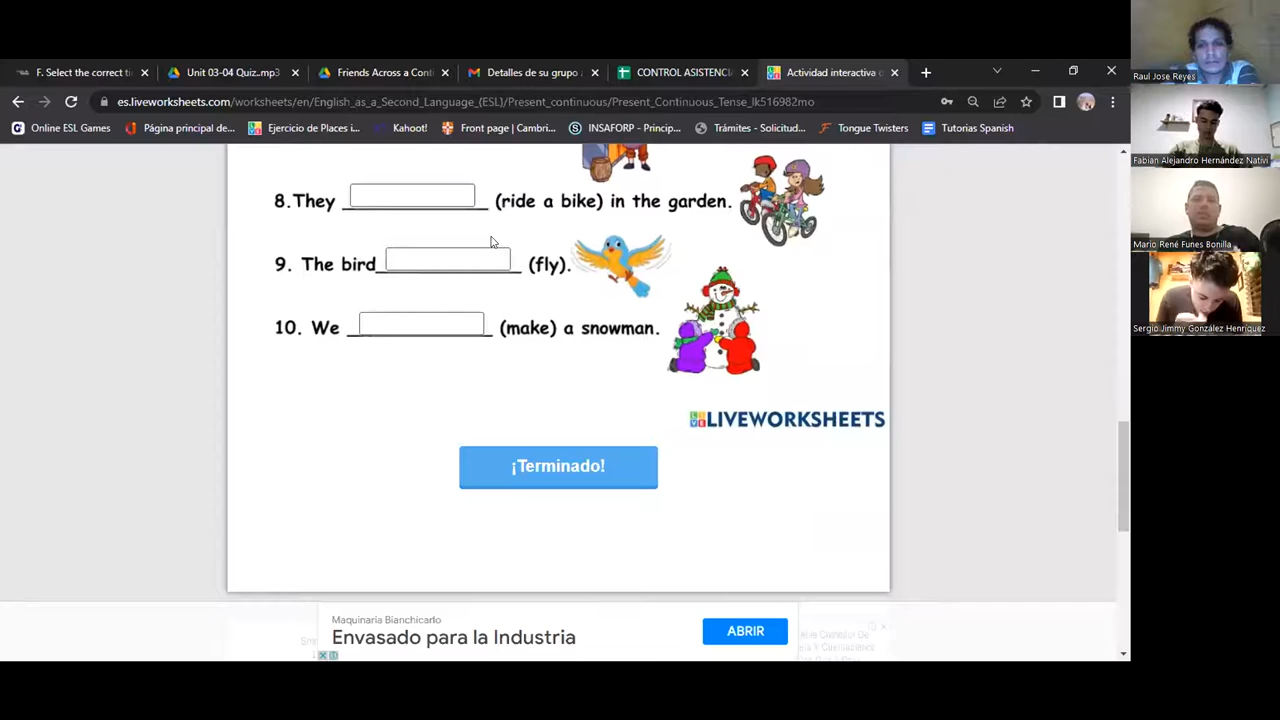 F. Select the correct ti
Unit 03-04 Quiz..mp3
Friends Across a Conti
Detalles de su grupo
CONTROL ASISTENCI
Actividad interactiva
es.liveworksheets.com/worksheets/en/English_as_a_Second_Language_(ESL)/Present_continuous/Present_Continuous_Tense_lk516982mo
Online ESL Games
Página principal de...
Ejercicio de Places i...
Kahoot!
Front page | Cambri...
INSAFORP - Princip...
Trámites - Solicitud...
Tongue Twisters
Tutorias Spanish
8.They (ride a bike) in the garden.
9. The bird (fly).
10. We (make) a snowman.
LIVEWORKSHEETS
¡Terminado!
Maquinaria Bianchicarlo
Envasado para la Industria
ABRIR
Raul Jose Reyes
Fabian Alejandro Hernández Nativí
Mario René Funes Bonilla
Sergio Jimmy González Henríquez